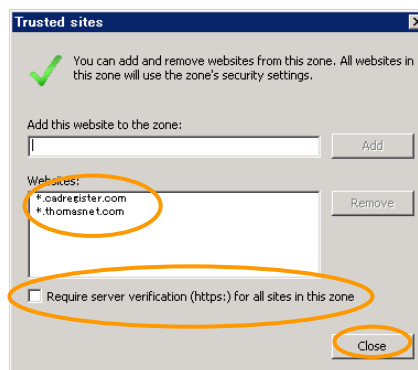 Trusted sites
You can add and remove websites from this zone. All websites in
this zone will use the zone's security settings.
Add this website to the zone:
Add
Websites:
*.cadregister.com
*.thomasnet.com
Remove
Require server verification (https:) for all sites in this zone
Close